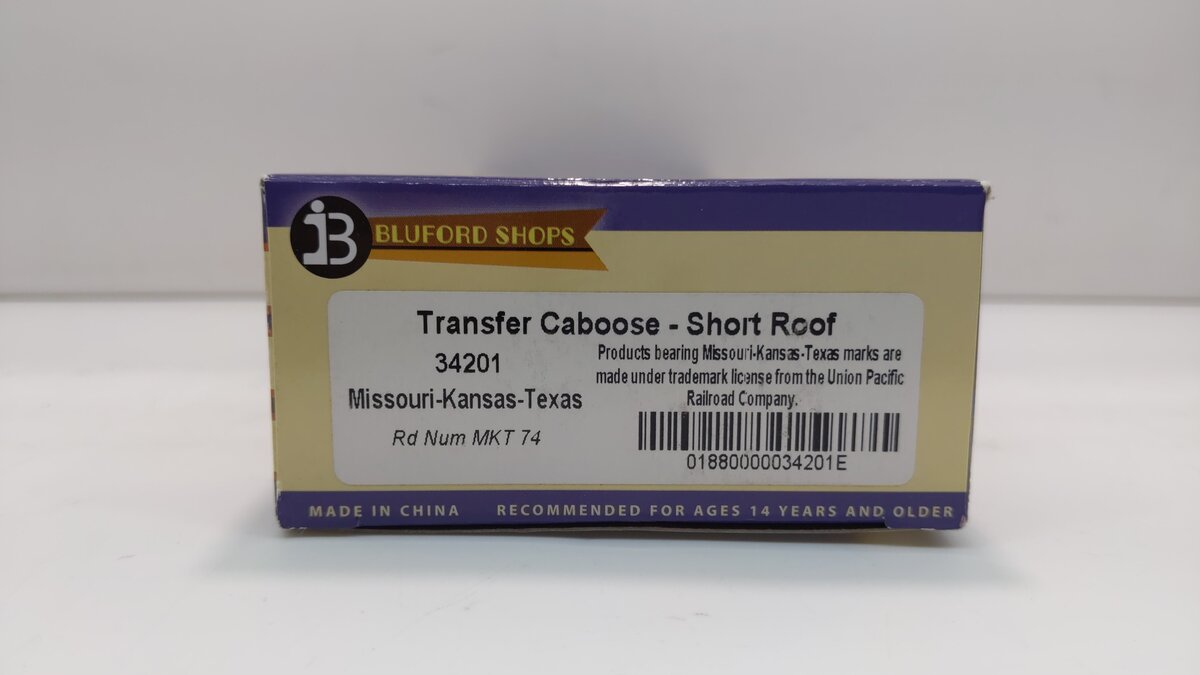 B
BLUFORD SHOPS
Transfer Caboose - Short Roof
34201
Missouri-Kansas-Texas
Rd Num MKT 74
Products bearing Missouri-Kansas-Texas marks are
made under trademark license from the Union Pacific
Railroad Company.
01880000034201E
MADE IN CHINA RECOMMENDED FOR AGES 14 YEARS AND OLDER